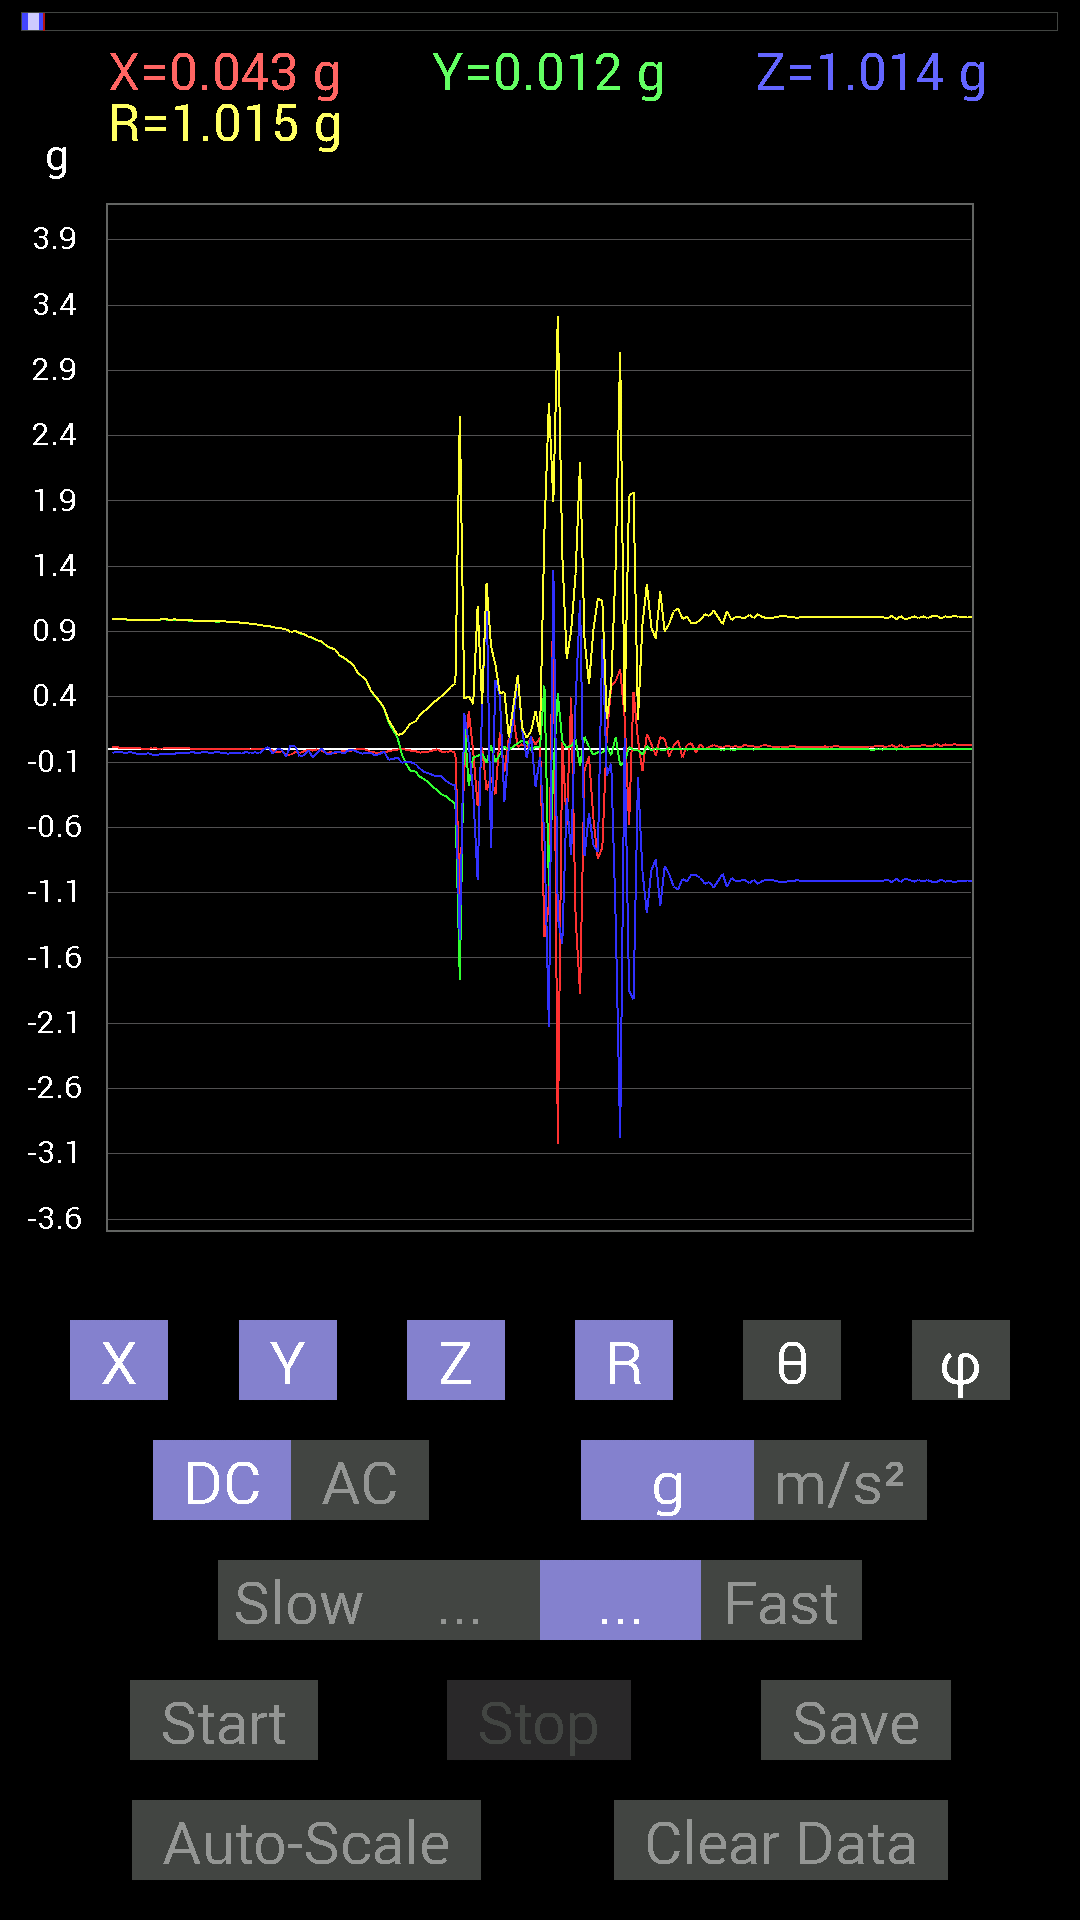 X=0.043 g Y=0.012 g Z=1.014 g
R=1.015 g
g
3.9
3.4
2.9
2.4
1.9
1.4
0.9
0.4
-0.1
-0.6
-1.1
-1.6
-2.1
-2.6
-3.1
-3.6
X Y Z R θ φ
DC AC g m/s²
Slow ... ... Fast
Start Stop Save
Auto-Scale Clear Data